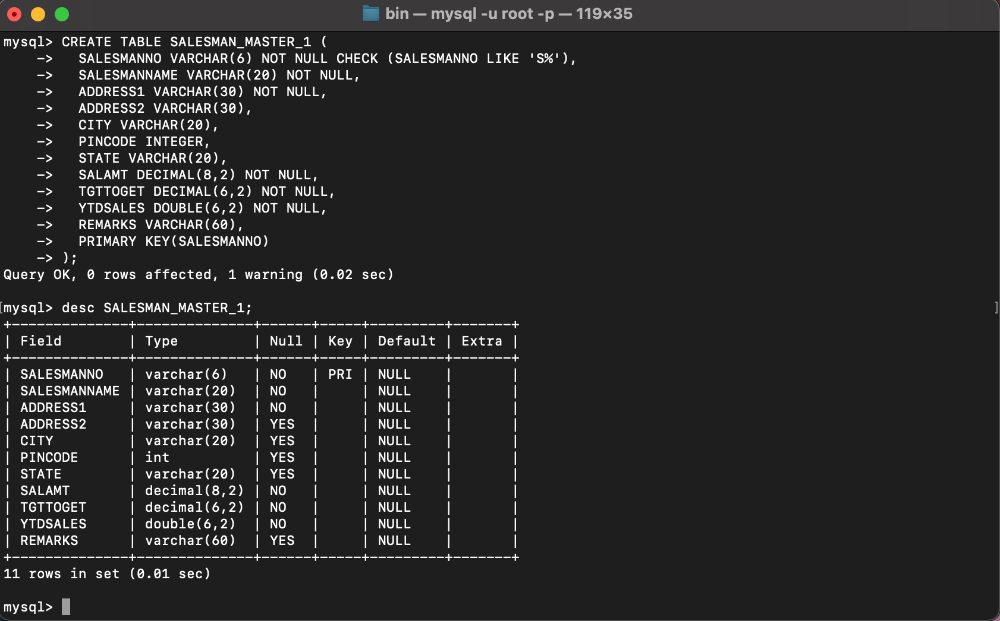 bin — mysql -u root -p — 119×35
mysql> CREATE TABLE SALESMAN_MASTER_1 (
    ->   SALESMANNO VARCHAR(6) NOT NULL CHECK (SALESMANNO LIKE 'S%'),
    ->   SALESMANNAME VARCHAR(20) NOT NULL,
    ->   ADDRESS1 VARCHAR(30) NOT NULL,
    ->   ADDRESS2 VARCHAR(30),
    ->   CITY VARCHAR(20),
    ->   PINCODE INTEGER,
    ->   STATE VARCHAR(20),
    ->   SALAMT DECIMAL(8,2) NOT NULL,
    ->   TGTTOGET DECIMAL(6,2) NOT NULL,
    ->   YTDSALES DOUBLE(6,2) NOT NULL,
    ->   REMARKS VARCHAR(60),
    ->   PRIMARY KEY(SALESMANNO)
    -> );
Query OK, 0 rows affected, 1 warning (0.02 sec)

[mysql> desc SALESMAN_MASTER_1; ]
+--------------+--------------+------+-----+---------+-------+
| Field        | Type         | Null | Key | Default | Extra |
+--------------+--------------+------+-----+---------+-------+
| SALESMANNO   | varchar(6)   | NO   | PRI | NULL    |       |
| SALESMANNAME | varchar(20)  | NO   |     | NULL    |       |
| ADDRESS1     | varchar(30)  | NO   |     | NULL    |       |
| ADDRESS2     | varchar(30)  | YES  |     | NULL    |       |
| CITY         | varchar(20)  | YES  |     | NULL    |       |
| PINCODE      | int          | YES  |     | NULL    |       |
| STATE        | varchar(20)  | YES  |     | NULL    |       |
| SALAMT       | decimal(8,2) | NO   |     | NULL    |       |
| TGTTOGET     | decimal(6,2) | NO   |     | NULL    |       |
| YTDSALES     | double(6,2)  | NO   |     | NULL    |       |
| REMARKS      | varchar(60)  | YES  |     | NULL    |       |
+--------------+--------------+------+-----+---------+-------+
11 rows in set (0.01 sec)

mysql>